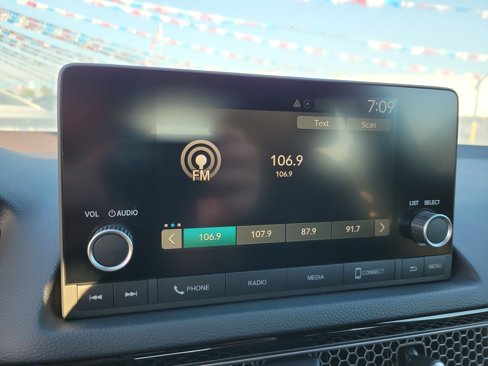 7:09
Text Scan
FM
106.9
106.9
VOL AUDIO
LIST SELECT
106.9 107.9 87.9 91.7
PHONE RADIO MEDIA CONNECT MENU